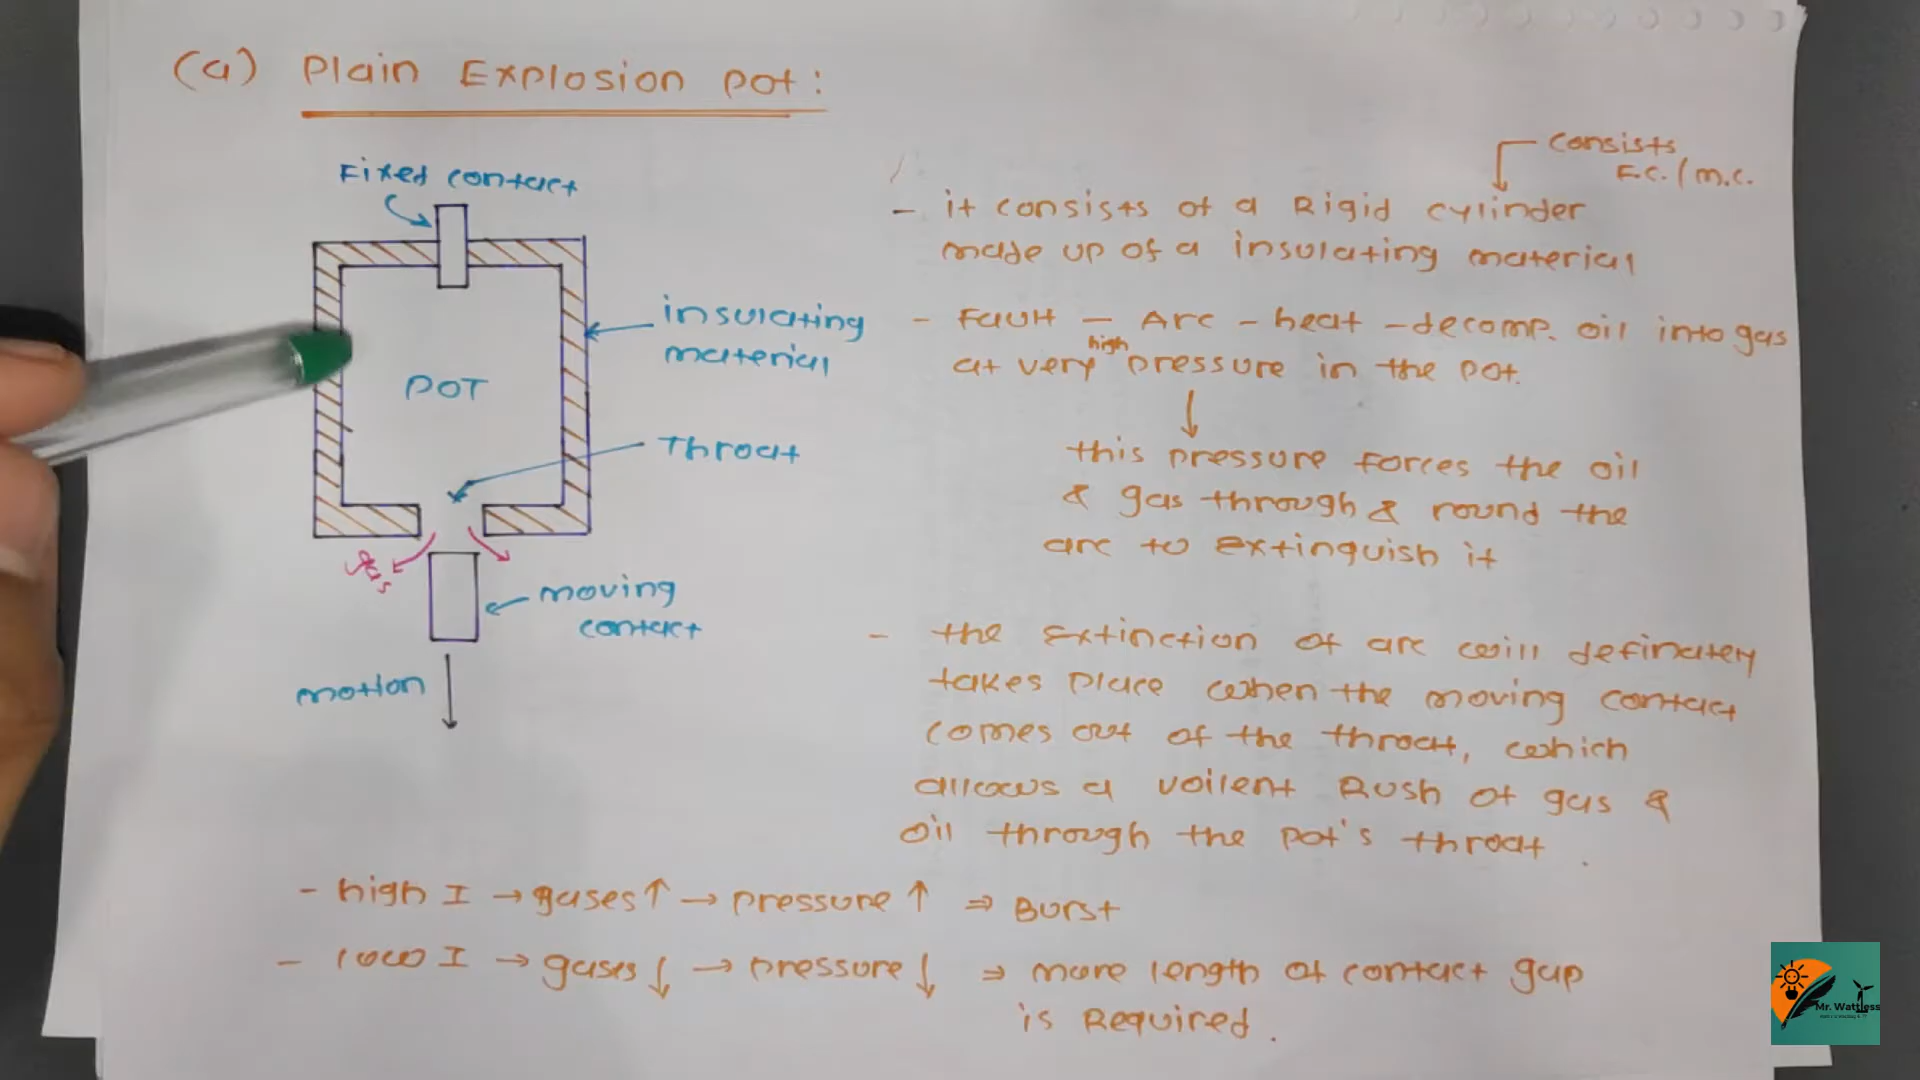 (a) Plain Explosion Pot:
Fixed contact
insulating
material
POT
Throat
gas
moving
contact
motion
consists
F.C. / m.c.
- it consists of a Rigid cylinder
made up of a insulating material
- Fault - Arc - heat - decomp. oil into gas
at very high pressure in the pot.
this pressure forces the oil
& gas through & round the
arc to extinguish it
- the Extinction of arc will definately
takes place when the moving contact
comes out of the throat, which
allows a voilent Rush of gas &
oil through the pot's throat.
- high I → gases↑ → pressure↑ ⇒ Burst
- low I → gases↓ → pressure↓ ⇒ more length of contact gap
is Required.
Mr. Wattless